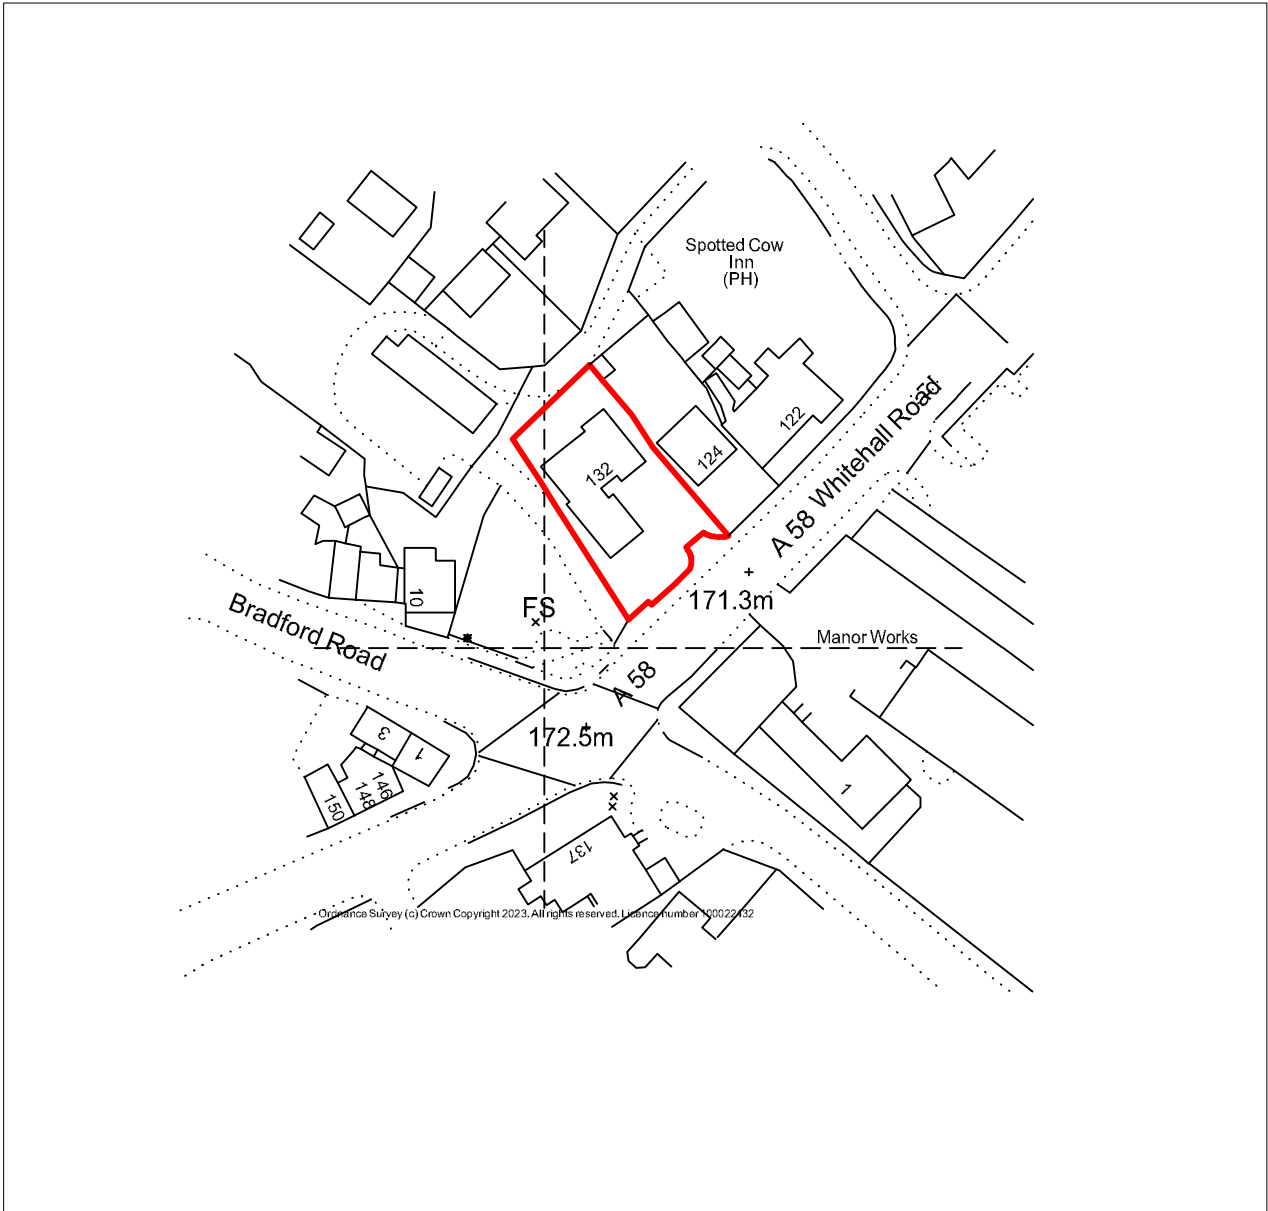 Spotted Cow
Inn
(PH)
A 58 Whitehall Road
122
124
132
10
FS
171.3m
Bradford Road
Manor Works
A 58
172.5m
3
1
146
148
150
1
137
Ordnance Survey (c) Crown Copyright 2023. All rights reserved. Licence number 100022432